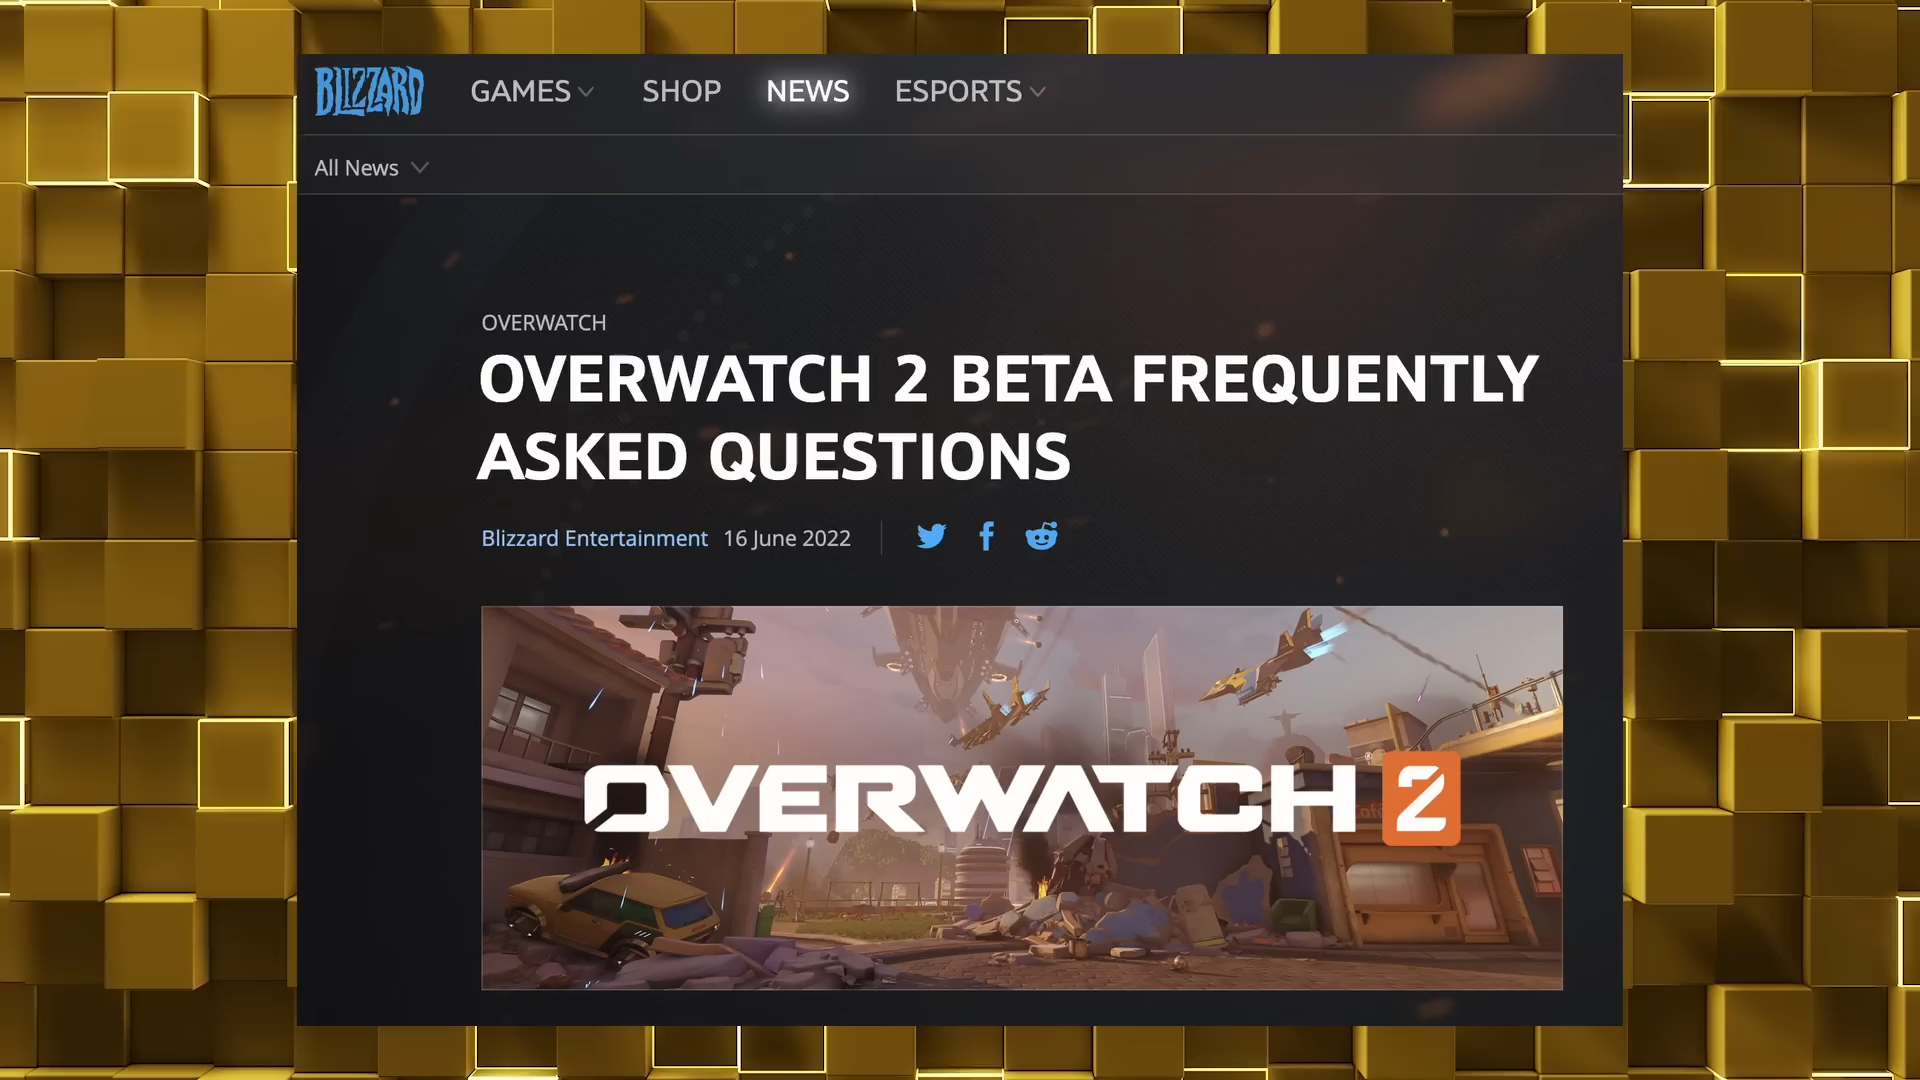 BLIZZARD
GAMES SHOP NEWS ESPORTS
All News
OVERWATCH
OVERWATCH 2 BETA FREQUENTLY
ASKED QUESTIONS
Blizzard Entertainment 16 June 2022
OVERWATCH 2